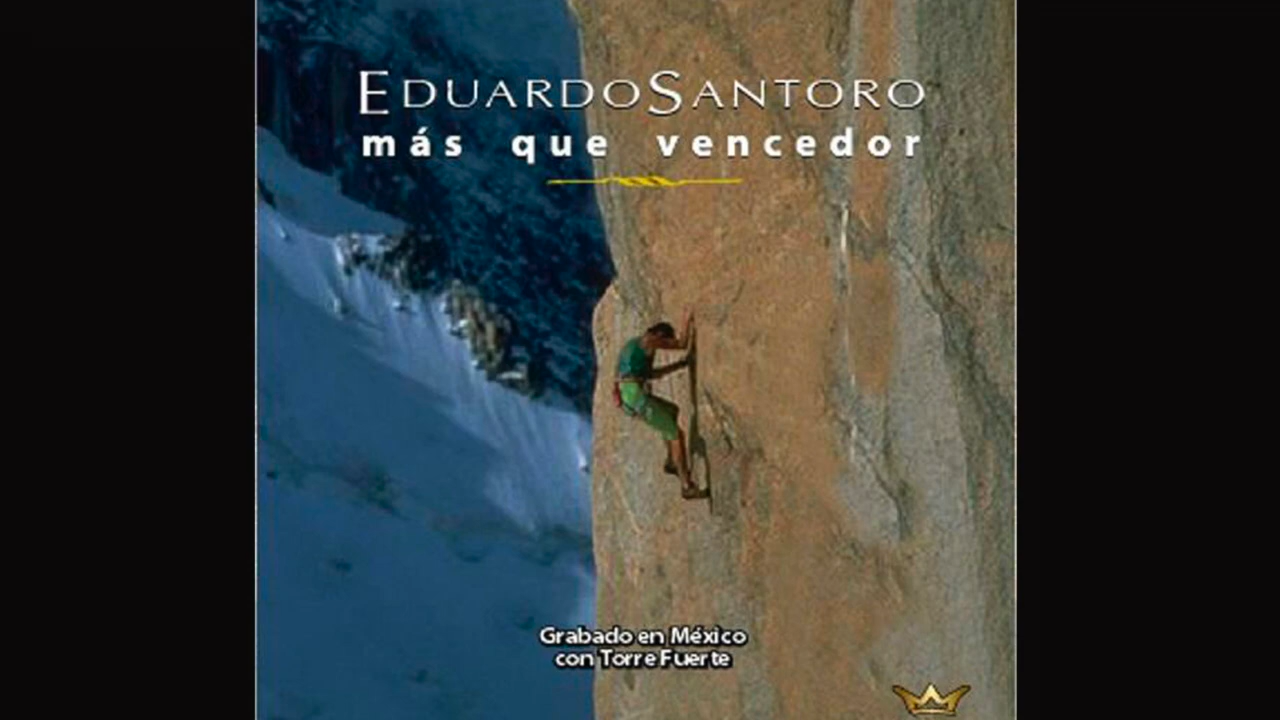 EDUARDOSANTORO
más que vencedor
Grabado en México
con Torre Fuerte